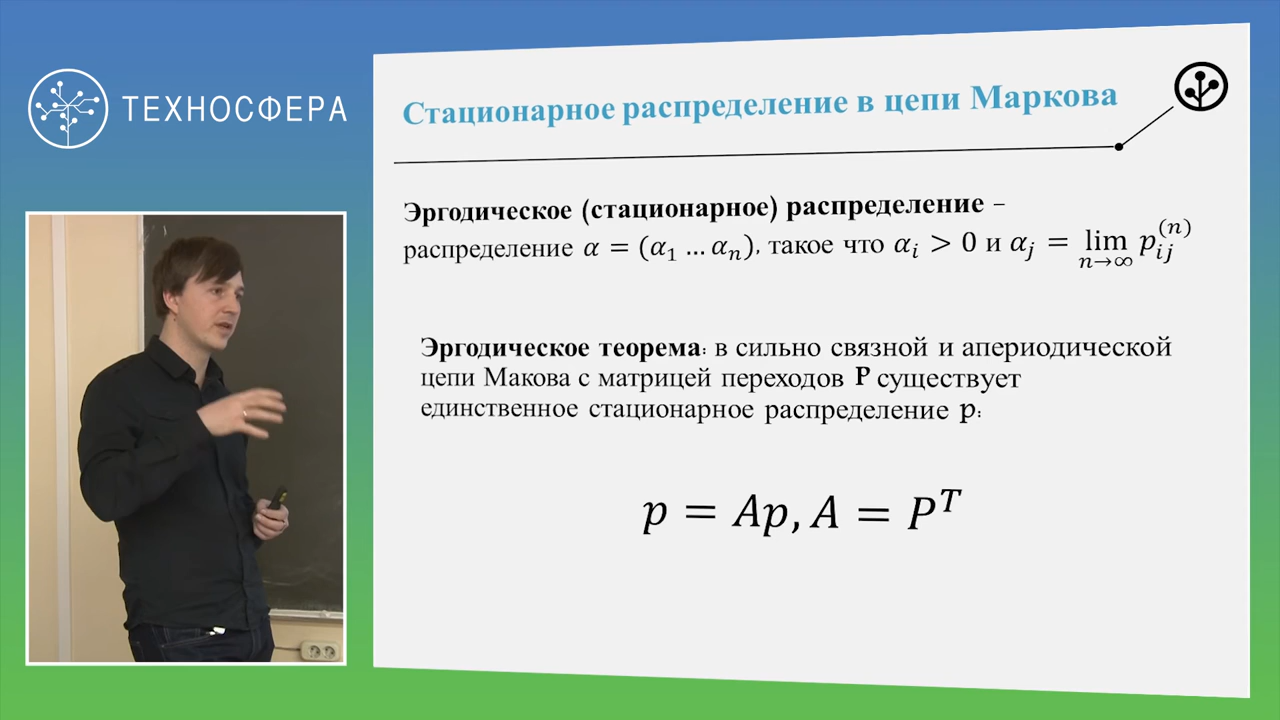 ТЕХНОСФЕРА
Стационарное распределение в цепи Маркова
Эргодическое (стационарное) распределение –
распределение α = (α₁ … αₙ), такое что αᵢ > 0 и αⱼ = lim n→∞ pᵢⱼ⁽ⁿ⁾
Эргодическое теорема: в сильно связной и апериодической
цепи Макова с матрицей переходов P существует
единственное стационарное распределение p:
p = Ap, A = Pᵀ